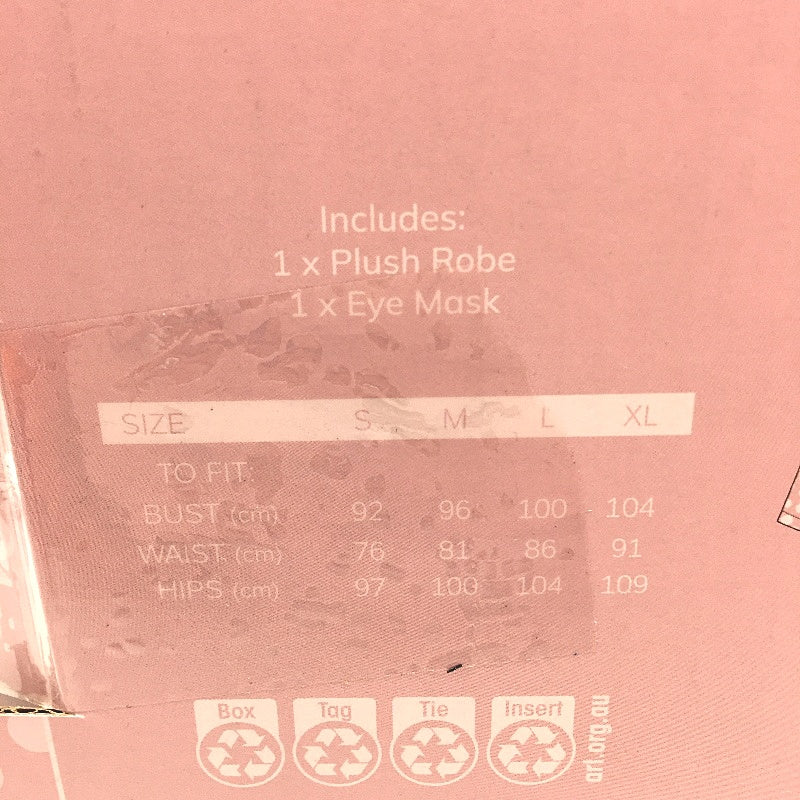 Includes:
1 x Plush Robe
1 x Eye Mask
SIZE S M L XL
TO FIT:
BUST (cm) 92 96 100 - 104
WAIST (cm) 76 81 86 91
HIPS (cm) 97 100 104 109
Box Tag Tie Insert
arl.org.au